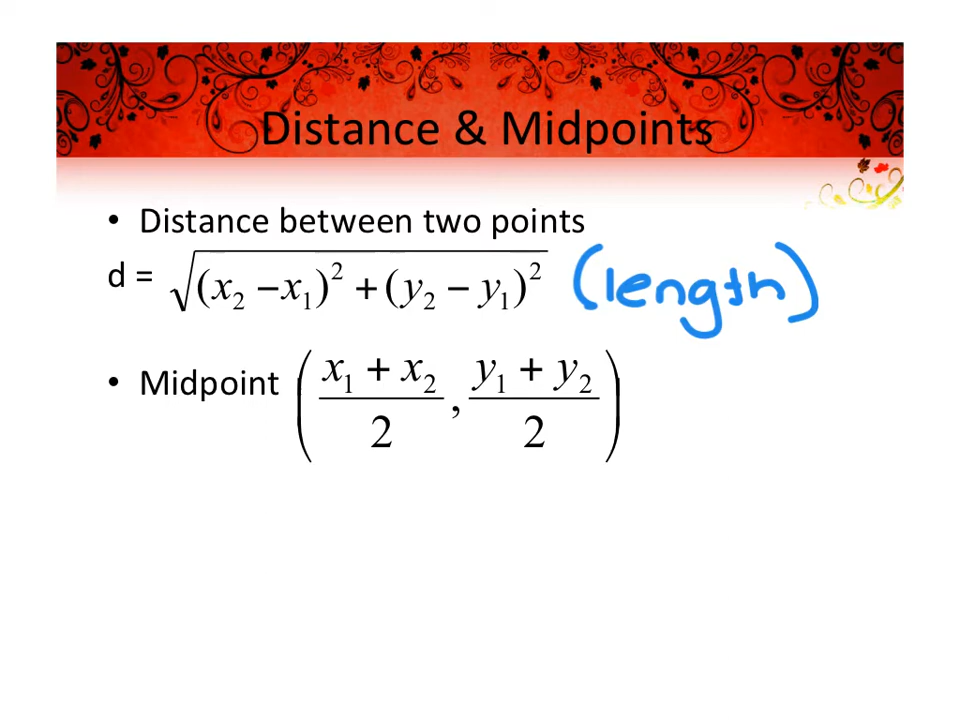 Distance & Midpoints
• Distance between two points
d = √((x₂ − x₁)² + (y₂ − y₁)²) (length)
• Midpoint ((x₁ + x₂)/2, (y₁ + y₂)/2)